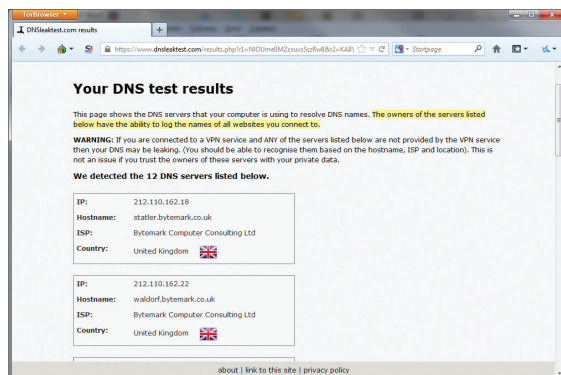 TorBrowser
DNSleaktest.com results
https://www.dnsleaktest.com/results.php?
Startpage
Your DNS test results
This page shows the DNS servers that your computer is using to resolve DNS names. The owners of the servers listed
below have the ability to log the names of all websites you connect to.
WARNING: If you are connected to a VPN service and ANY of the servers listed below are not provided by the VPN service
then your DNS may be leaking. (You should be able to recognise them based on the hostname, ISP and location). This is
not an issue if you trust the owners of these servers with your private data.
We detected the 12 DNS servers listed below.
IP: 212.110.162.18
Hostname: statler.bytemark.co.uk
ISP: Bytemark Computer Consulting Ltd
Country: United Kingdom
IP: 212.110.162.22
Hostname: waldorf.bytemark.co.uk
ISP: Bytemark Computer Consulting Ltd
Country: United Kingdom
about | link to this site | privacy policy